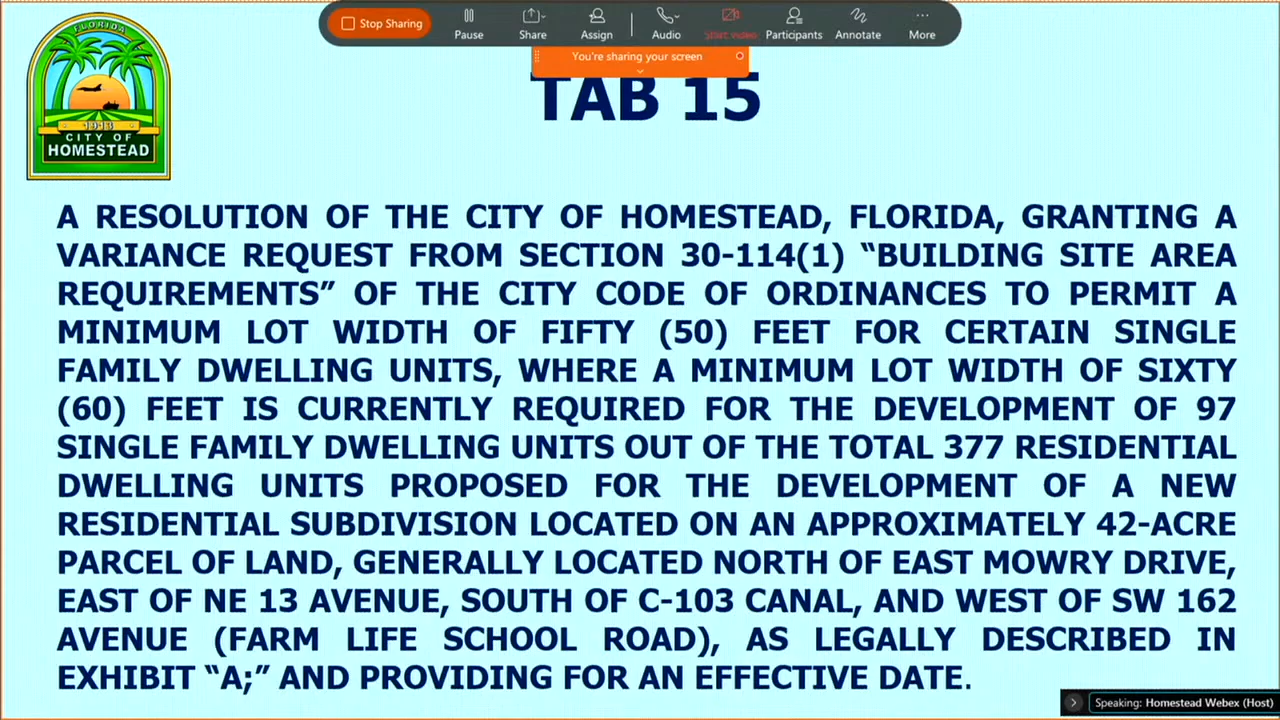 Stop Sharing
Pause
Share
Assign
Audio
Start Video
Participants
Annotate
More
You're sharing your screen
FLORIDA
1913
CITY OF
HOMESTEAD
TAB 15
A RESOLUTION OF THE CITY OF HOMESTEAD, FLORIDA, GRANTING A
VARIANCE REQUEST FROM SECTION 30-114(1) “BUILDING SITE AREA
REQUIREMENTS” OF THE CITY CODE OF ORDINANCES TO PERMIT A
MINIMUM LOT WIDTH OF FIFTY (50) FEET FOR CERTAIN SINGLE
FAMILY DWELLING UNITS, WHERE A MINIMUM LOT WIDTH OF SIXTY
(60) FEET IS CURRENTLY REQUIRED FOR THE DEVELOPMENT OF 97
SINGLE FAMILY DWELLING UNITS OUT OF THE TOTAL 377 RESIDENTIAL
DWELLING UNITS PROPOSED FOR THE DEVELOPMENT OF A NEW
RESIDENTIAL SUBDIVISION LOCATED ON AN APPROXIMATELY 42-ACRE
PARCEL OF LAND, GENERALLY LOCATED NORTH OF EAST MOWRY DRIVE,
EAST OF NE 13 AVENUE, SOUTH OF C-103 CANAL, AND WEST OF SW 162
AVENUE (FARM LIFE SCHOOL ROAD), AS LEGALLY DESCRIBED IN
EXHIBIT “A;” AND PROVIDING FOR AN EFFECTIVE DATE.
Speaking: Homestead Webex (Host)